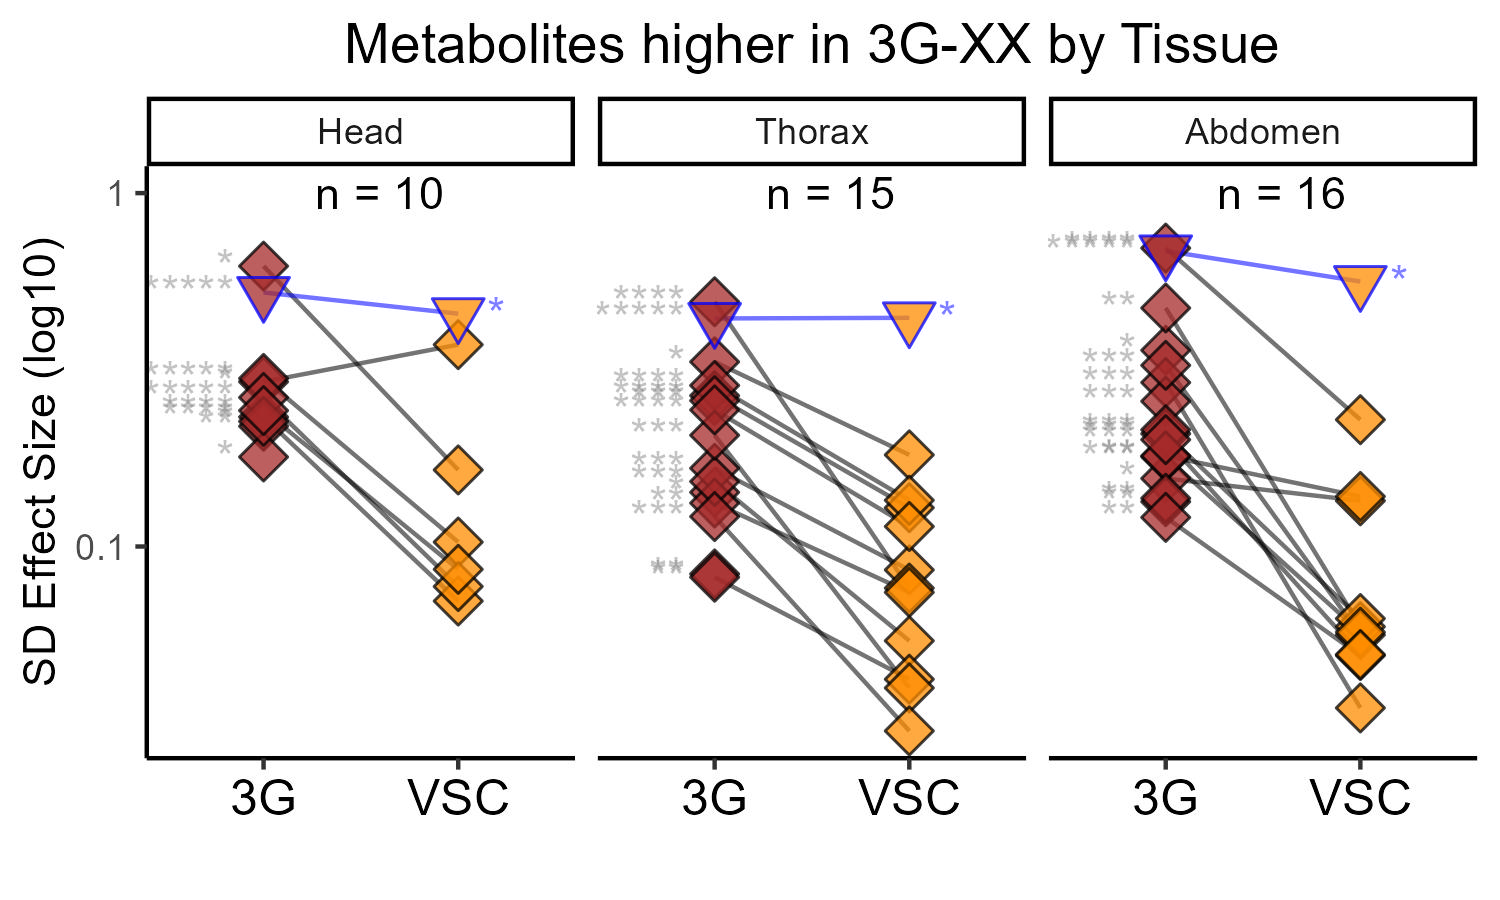 Metabolites higher in 3G-XX by Tissue
Head
Thorax
Abdomen
n = 10
n = 15
n = 16
SD Effect Size (log10)
1
0.1
3G
VSC
3G
VSC
3G
VSC